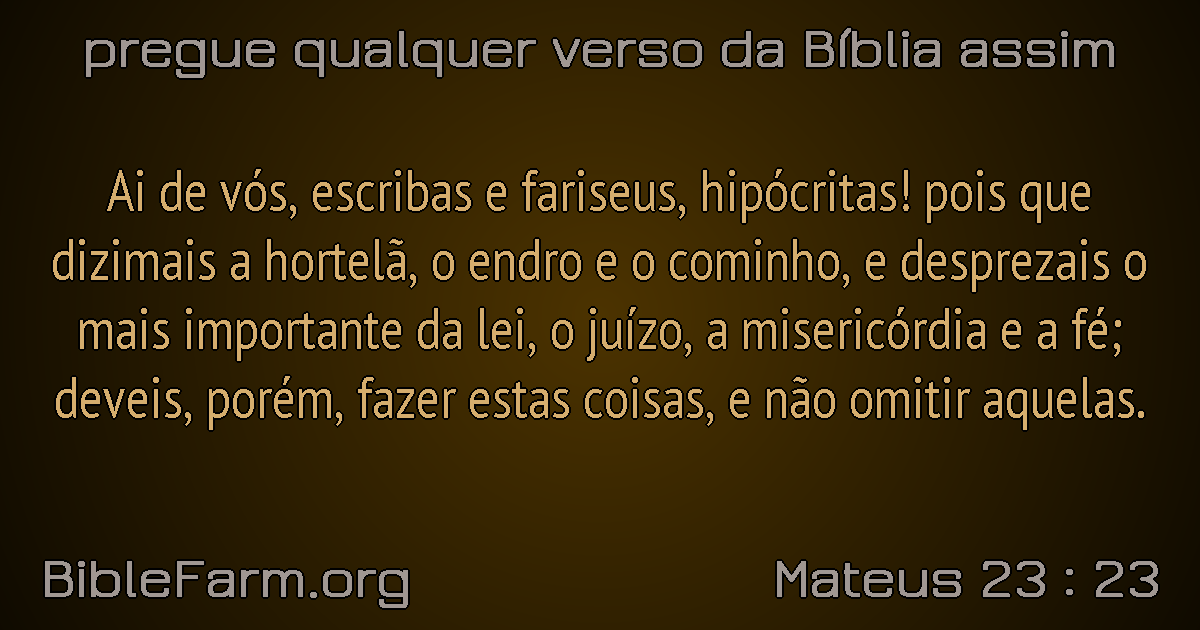 pregue qualquer verso da Bíblia assim
Ai de vós, escribas e fariseus, hipócritas! pois que
dizimais a hortelã, o endro e o cominho, e desprezais o
mais importante da lei, o juízo, a misericórdia e a fé;
deveis, porém, fazer estas coisas, e não omitir aquelas.
BibleFarm.org
Mateus 23 : 23